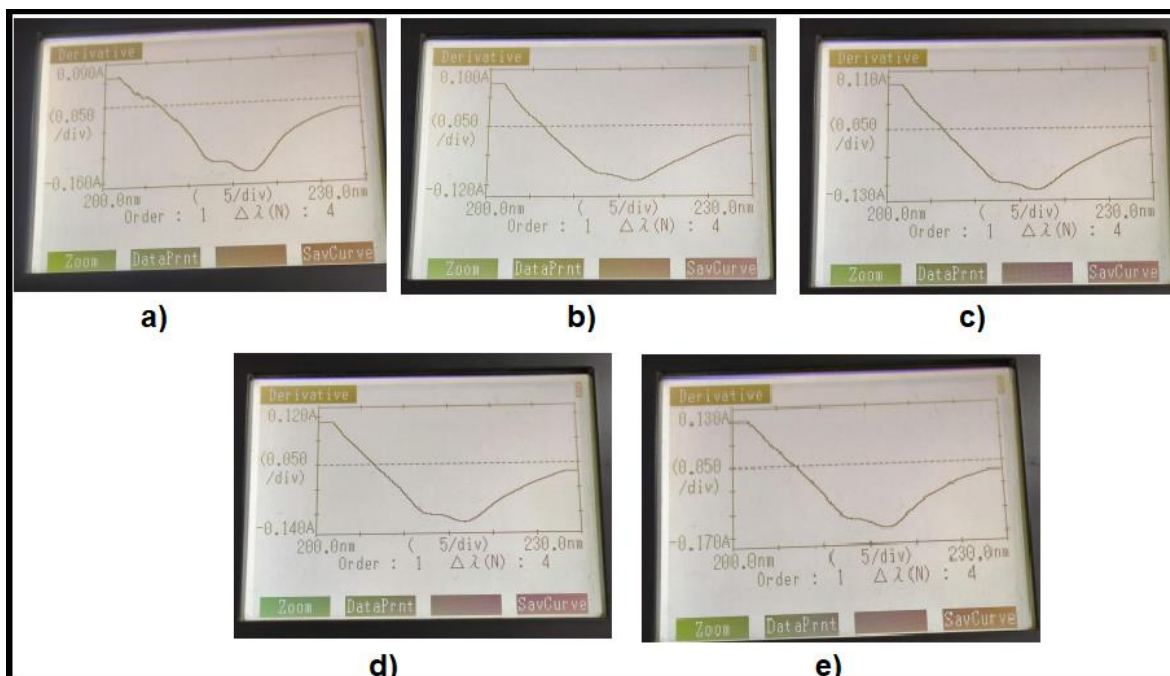 Derivative
0.090A
(0.050
/div)
-0.160A
200.0nm ( 5/div) 230.0nm
Order : 1 Δλ(N) : 4
Zoom DataPrnt SavCurve
a)
Derivative
0.100A
(0.050
/div)
-0.120A
200.0nm ( 5/div) 230.0nm
Order : 1 Δλ(N) : 4
Zoom DataPrnt SavCurve
b)
Derivative
0.110A
(0.050
/div)
-0.130A
200.0nm ( 5/div) 230.0nm
Order : 1 Δλ(N) : 4
Zoom DataPrnt SavCurve
c)
Derivative
0.120A
(0.050
/div)
-0.140A
200.0nm ( 5/div) 230.0nm
Order : 1 Δλ(N) : 4
Zoom DataPrnt SavCurve
d)
Derivative
0.130A
(0.050
/div)
-0.170A
200.0nm ( 5/div) 230.0nm
Order : 1 Δλ(N) : 4
Zoom DataPrnt SavCurve
e)